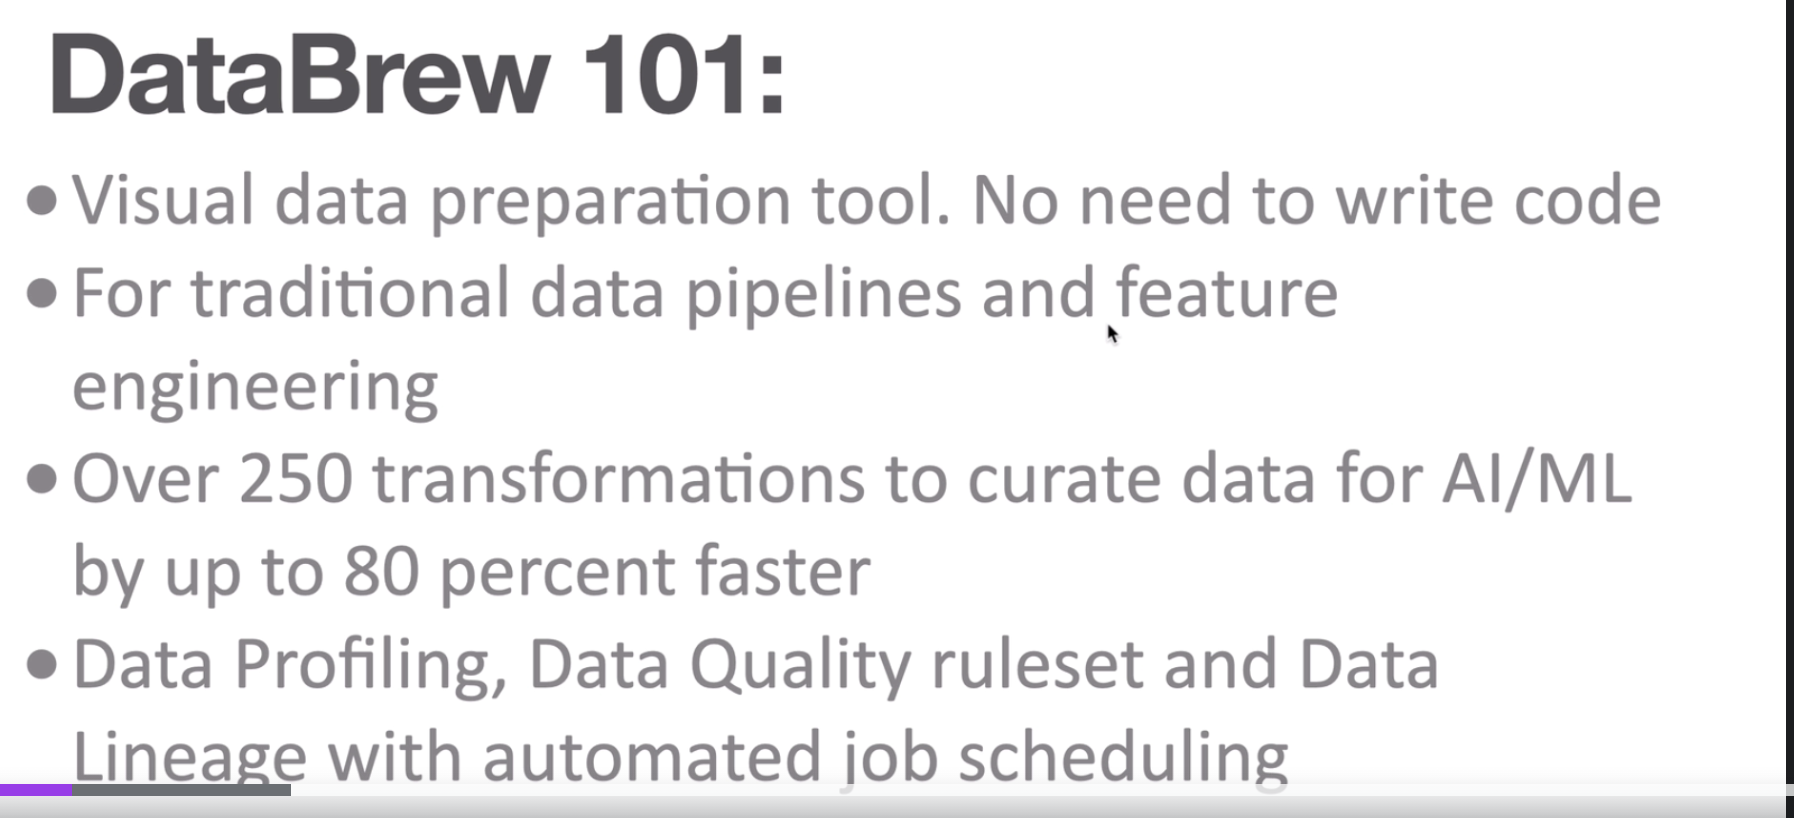 DataBrew 101:
• Visual data preparation tool. No need to write code
• For traditional data pipelines and feature
engineering
• Over 250 transformations to curate data for AI/ML
by up to 80 percent faster
• Data Profiling, Data Quality ruleset and Data
Lineage with automated job scheduling